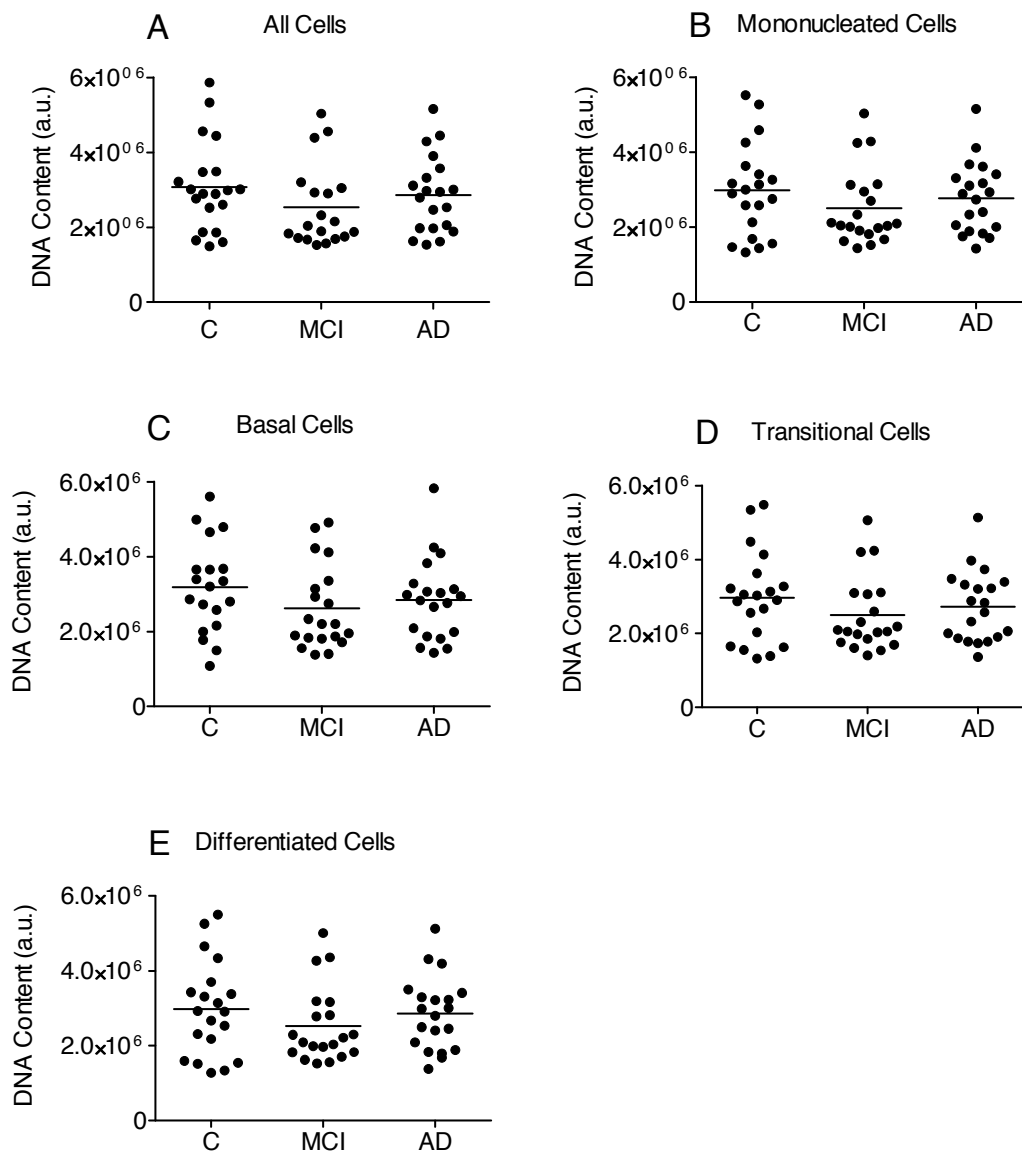 A All Cells
DNA Content (a.u.)
6×10⁰⁶
4×10⁰⁶
2×10⁰⁶
0
C MCI AD
B Mononucleated Cells
DNA Content (a.u.)
6×10⁰⁶
4×10⁰⁶
2×10⁰⁶
0
C MCI AD
C Basal Cells
DNA Content (a.u.)
6.0×10⁶
4.0×10⁶
2.0×10⁶
0
C MCI AD
D Transitional Cells
DNA Content (a.u.)
6.0×10⁶
4.0×10⁶
2.0×10⁶
0
C MCI AD
E Differentiated Cells
DNA Content (a.u.)
6.0×10⁶
4.0×10⁶
2.0×10⁶
0
C MCI AD